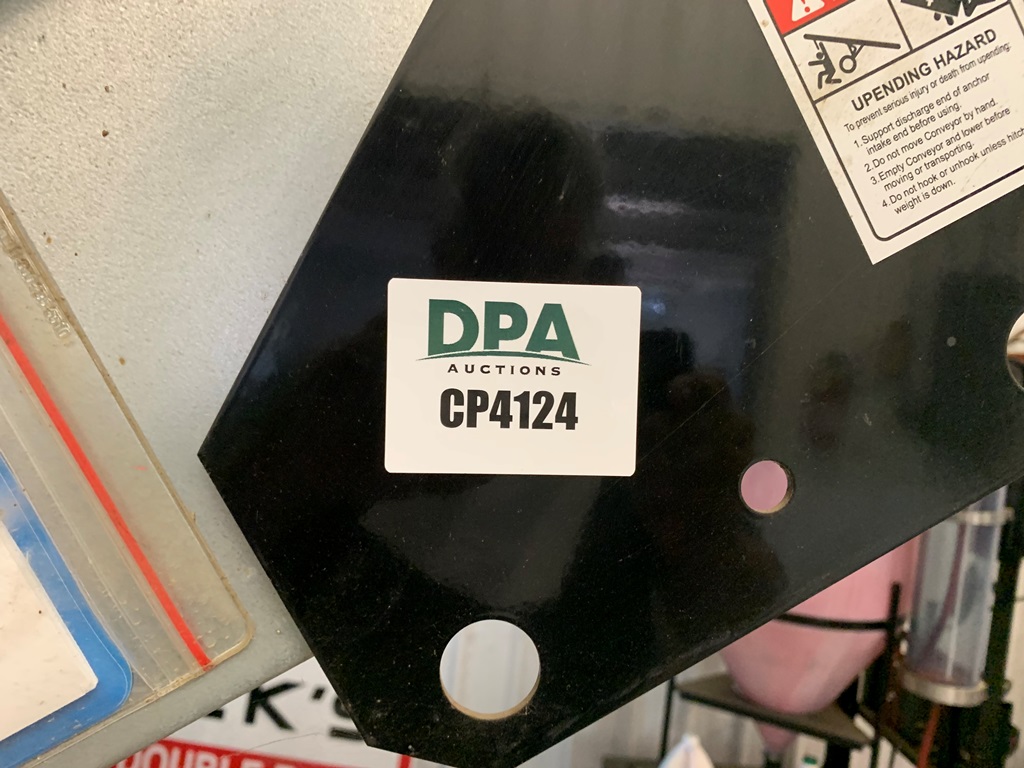 UPENDING HAZARD
To prevent serious injury or death from upending:
1.Support discharge end of anchor
intake end before using.
2.Do not move Conveyor by hand.
3.Empty Conveyor and lower before
moving or transporting.
4.Do not hook or unhook unless hitch
weight is down.
DPA
AUCTIONS
CP4124
K'S
DOUBLE